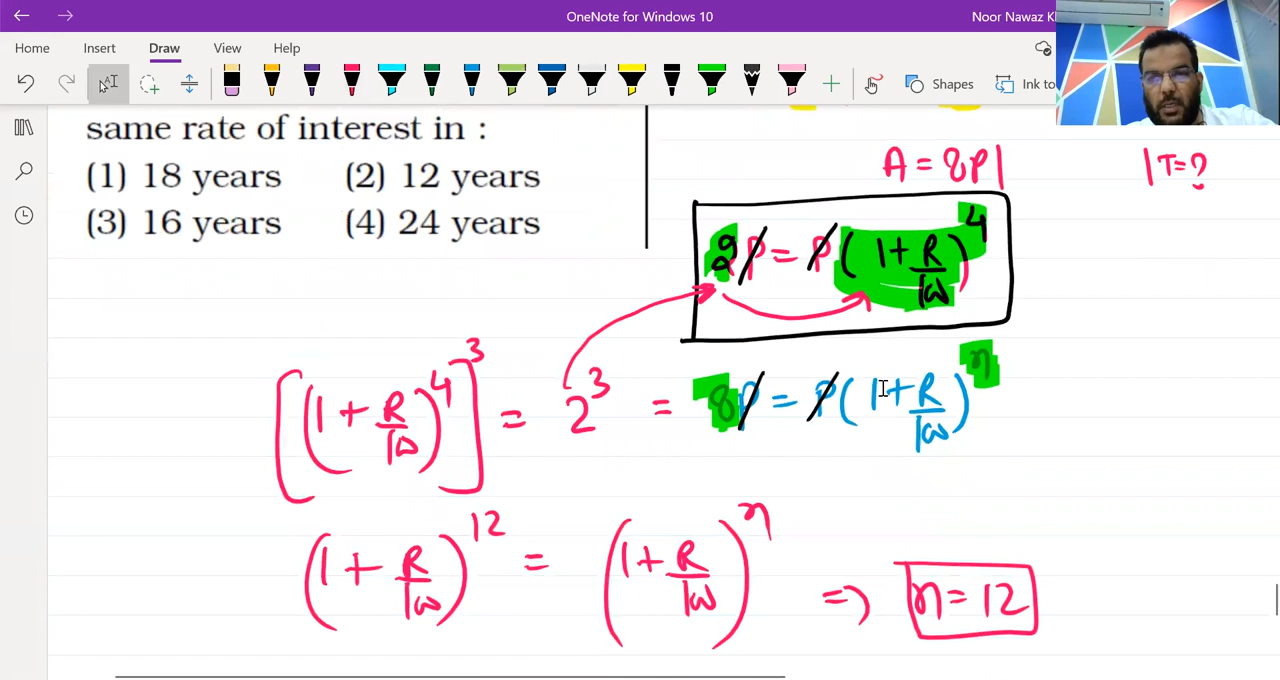 OneNote for Windows 10
Noor Nawaz K
Home Insert Draw View Help
Shapes
Ink to
same rate of interest in :
(1) 18 years (2) 12 years
(3) 16 years (4) 24 years
A = 8P | T=?
2P = P(1+R/100)^4
[(1+R/100)^4]^3 = 2^3 = 8P = P(1+R/100)^n
(1+R/100)^12 = (1+R/100)^n => n = 12